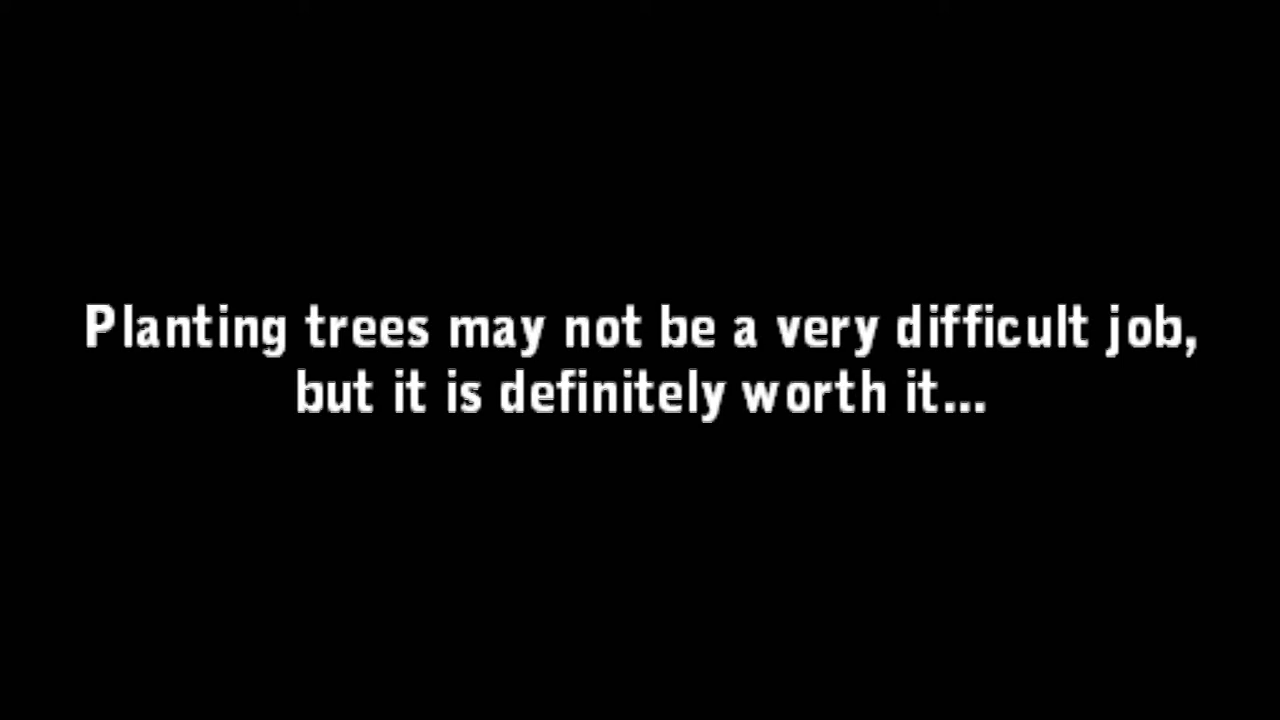 Planting trees may not be a very difficult job,
but it is definitely worth it...